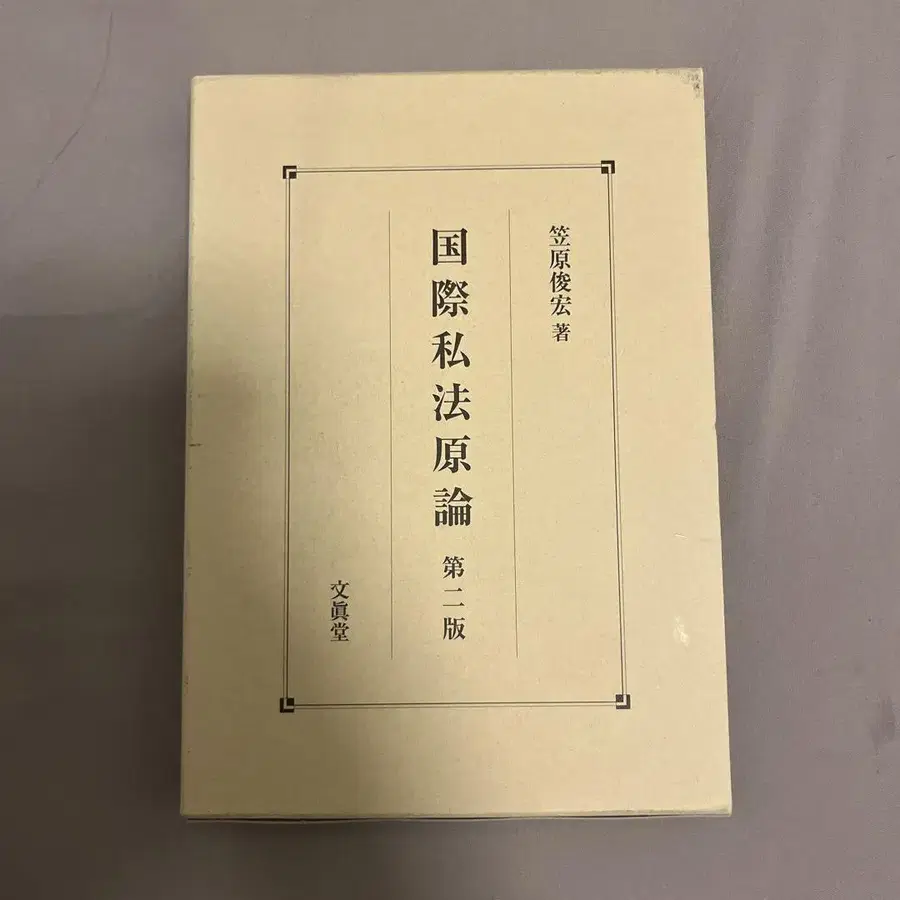 笠原俊宏 著
国際私法原論 第二版
文眞堂